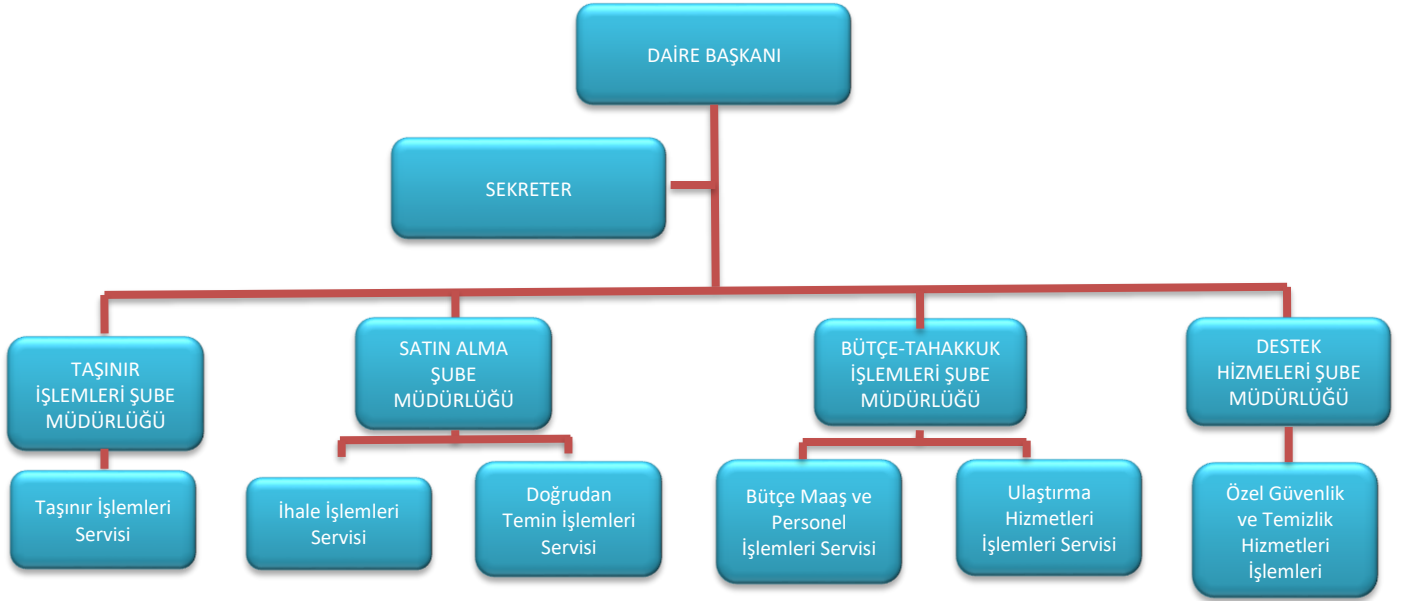 DAİRE BAŞKANI
SEKRETER
TAŞINIR
İŞLEMLERİ ŞUBE
MÜDÜRLÜĞÜ
SATIN ALMA
ŞUBE
MÜDÜRLÜĞÜ
BÜTÇE-TAHAKKUK
İŞLEMLERİ ŞUBE
MÜDÜRLÜĞÜ
DESTEK
HİZMELERİ ŞUBE
MÜDÜRLÜĞÜ
Taşınır İşlemleri
Servisi
İhale İşlemleri
Servisi
Doğrudan
Temin İşlemleri
Servisi
Bütçe Maaş ve
Personel
İşlemleri Servisi
Ulaştırma
Hizmetleri
İşlemleri Servisi
Özel Güvenlik
ve Temizlik
Hizmetleri
İşlemleri